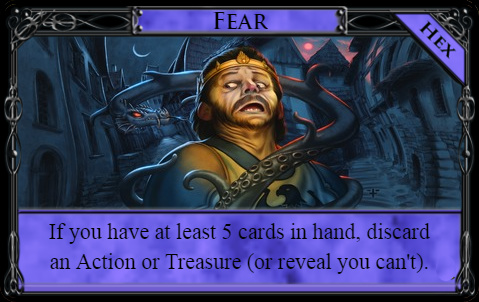 FEAR
HEX
If you have at least 5 cards in hand, discard
an Action or Treasure (or reveal you can't).